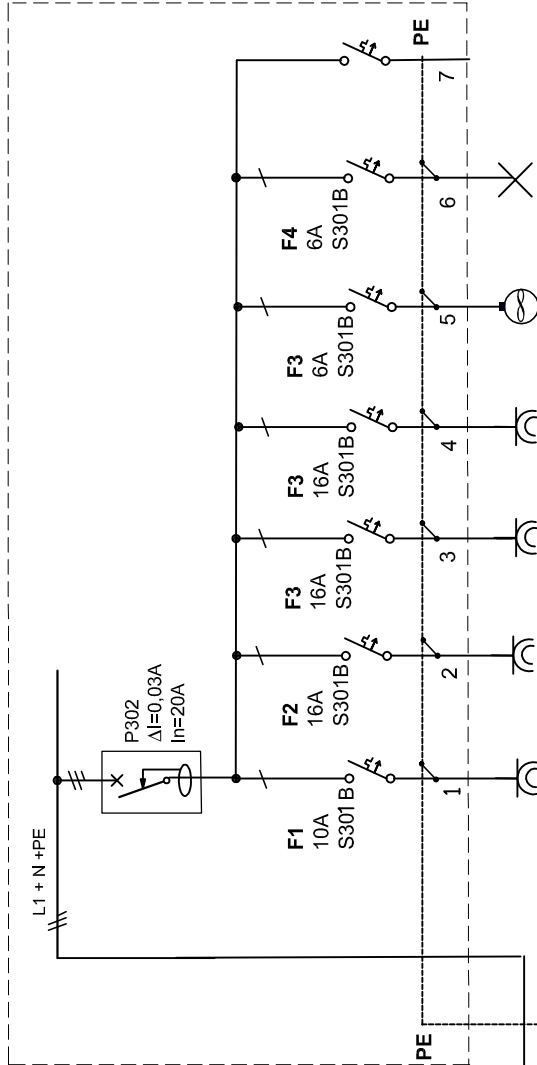 L1 + N +PE
P302
ΔI=0,03A
In=20A
F1
10A
S301B
F2
16A
S301B
F3
16A
S301B
F3
16A
S301B
F3
6A
S301B
F4
6A
S301B
PE
1
2
3
4
5
6
7
PE